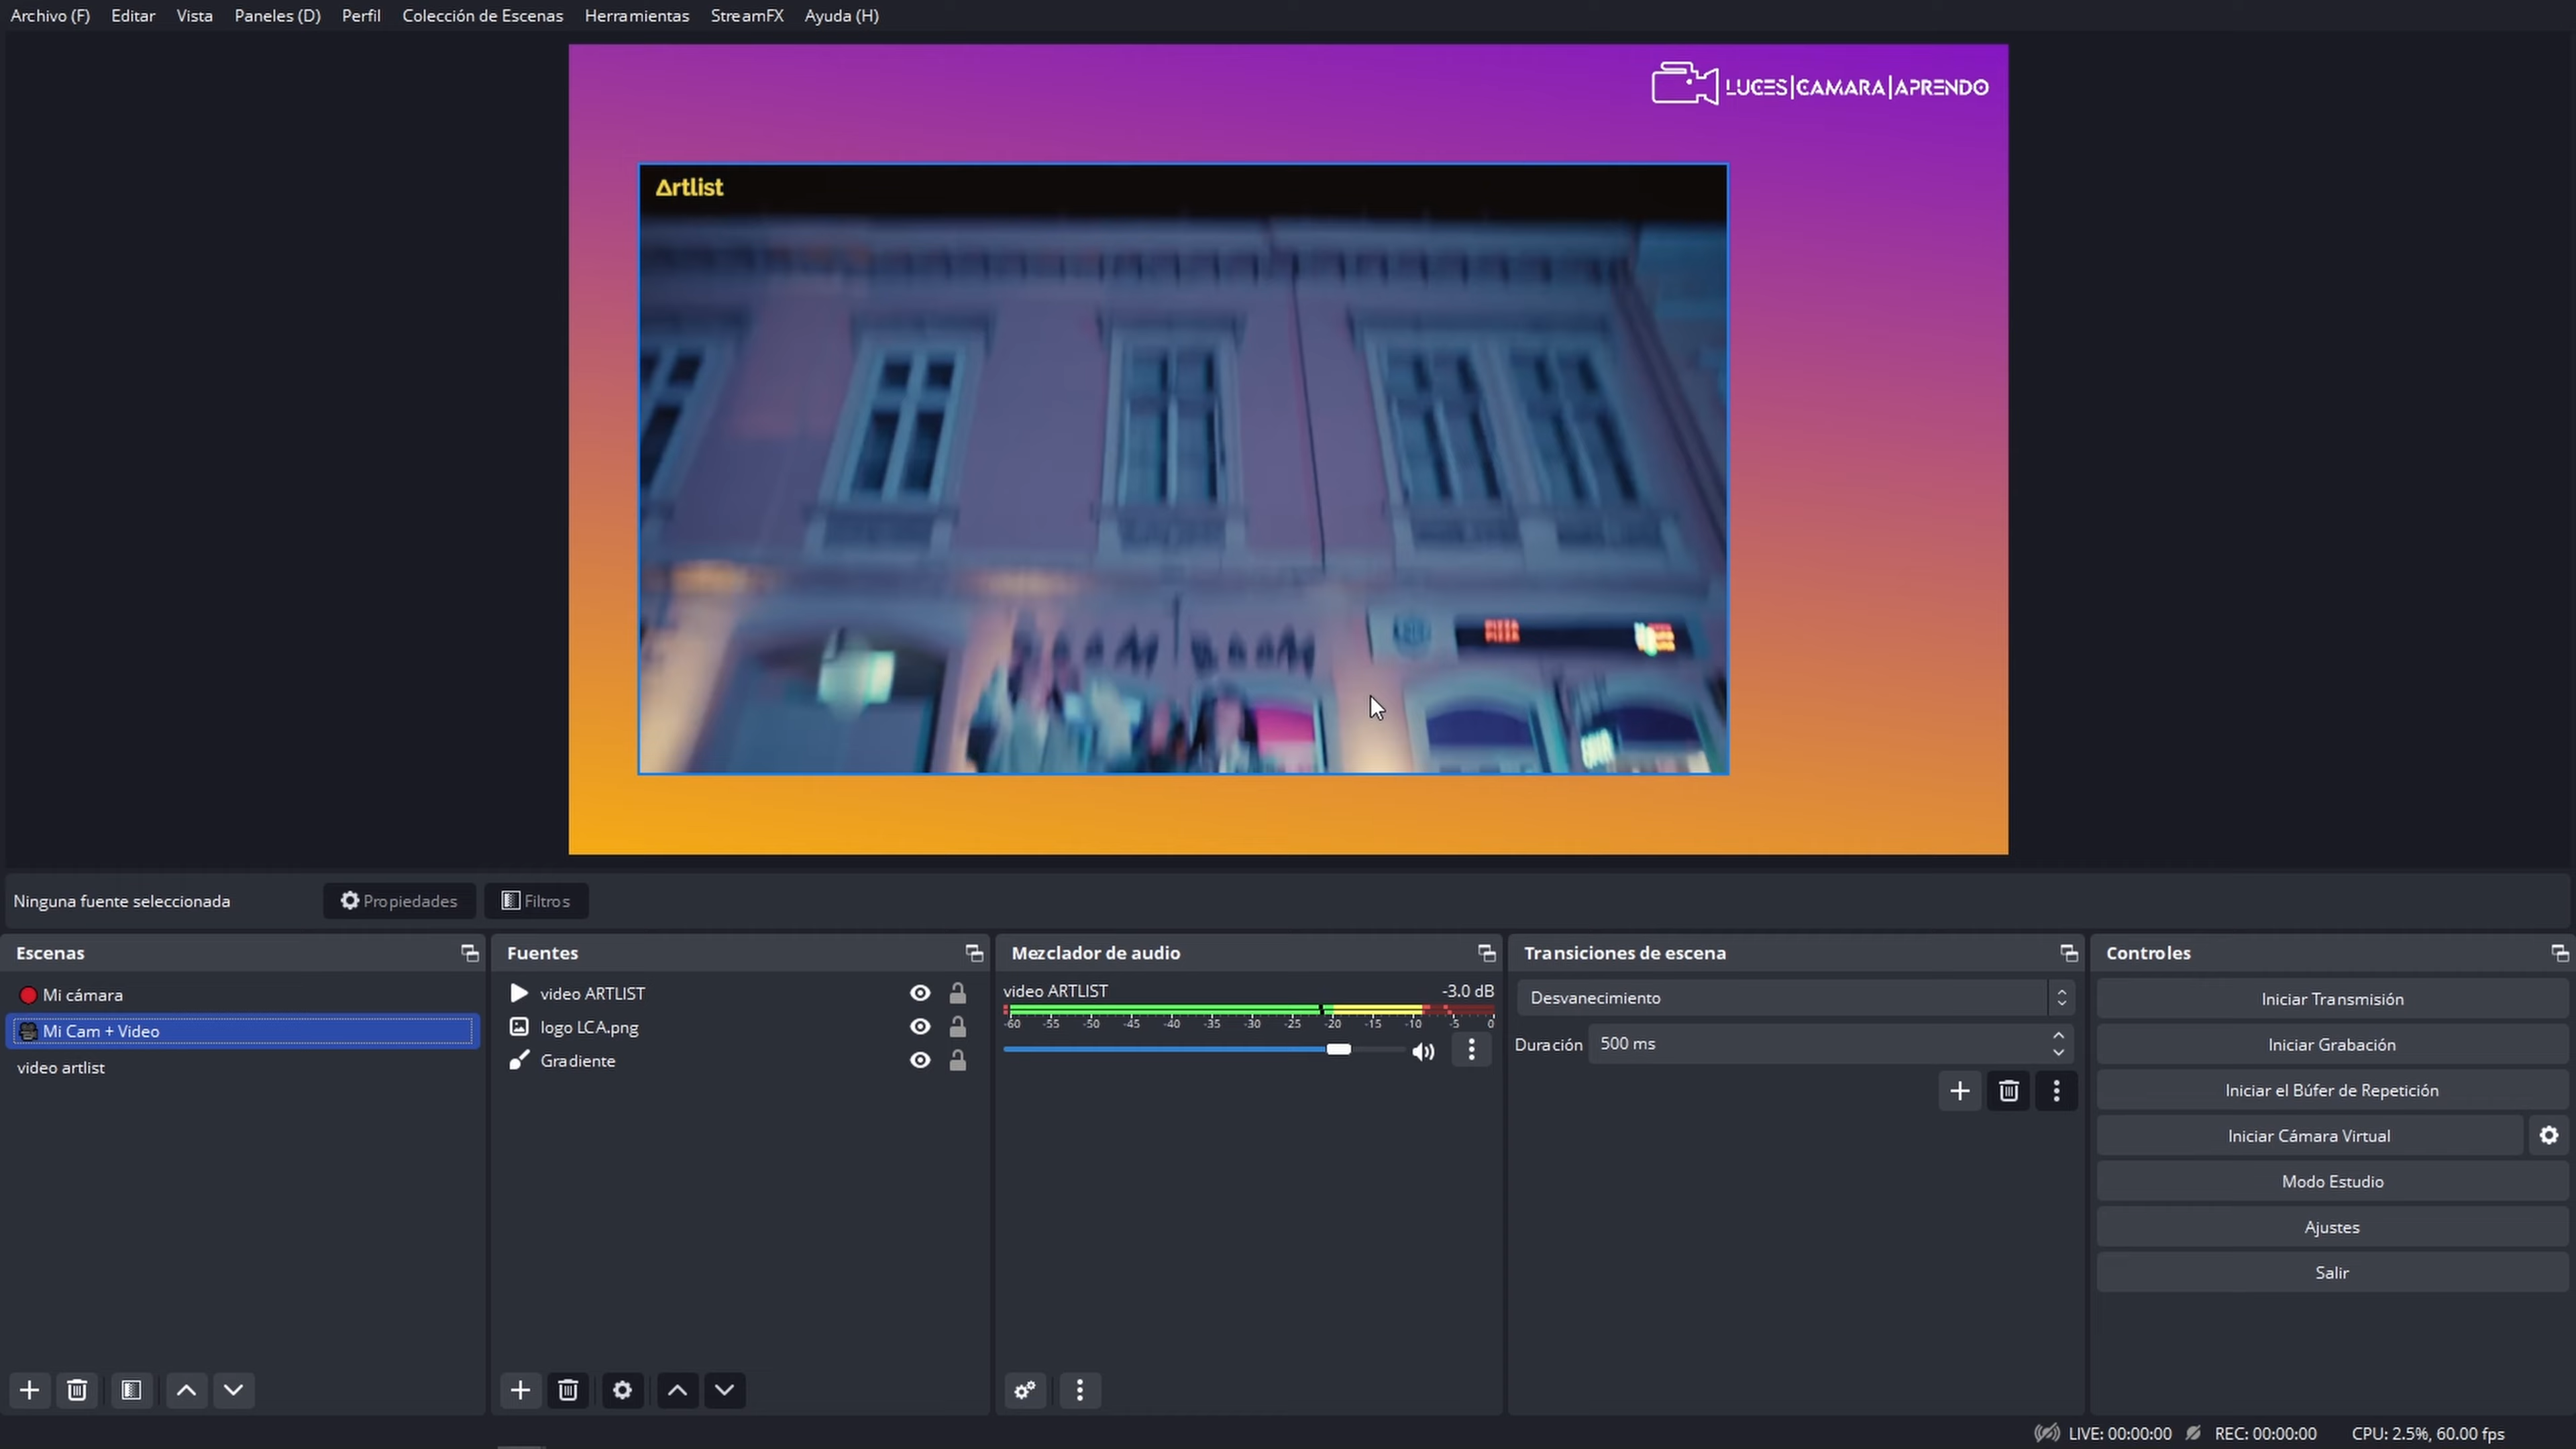 Archivo (F) Editar Vista Paneles (D) Perfil Colección de Escenas Herramientas StreamFX Ayuda (H)
LUCES|CAMARA|APRENDO
Artlist
PIZZA
PIZZA
Ninguna fuente seleccionada Propiedades Filtros
Escenas
Mi cámara
Mi Cam + Video
video artlist
Fuentes
video ARTLIST
logo LCA.png
Gradiente
Mezclador de audio
video ARTLIST -3.0 dB
-60 -55 -50 -45 -40 -35 -30 -25 -20 -15 -10 -5 0
Transiciones de escena
Desvanecimiento
Duración 500 ms
Controles
Iniciar Transmisión
Iniciar Grabación
Iniciar el Búfer de Repetición
Iniciar Cámara Virtual
Modo Estudio
Ajustes
Salir
LIVE: 00:00:00 REC: 00:00:00 CPU: 2.5%, 60.00 fps